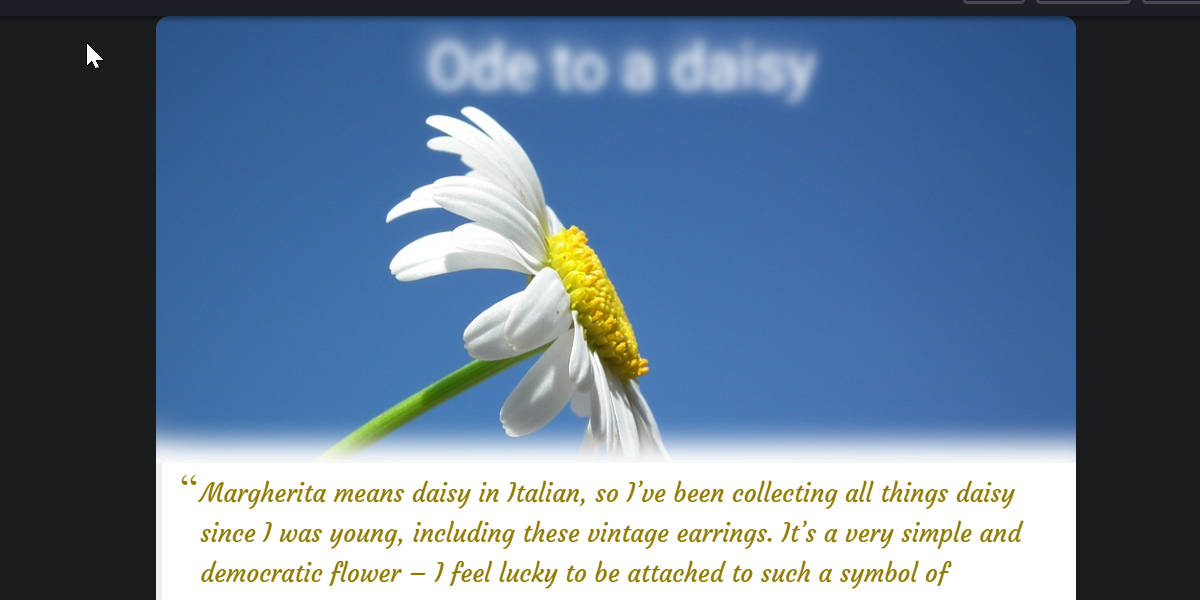 Ode to a daisy
“Margherita means daisy in Italian, so I’ve been collecting all things daisy
since I was young, including these vintage earrings. It’s a very simple and
democratic flower – I feel lucky to be attached to such a symbol of